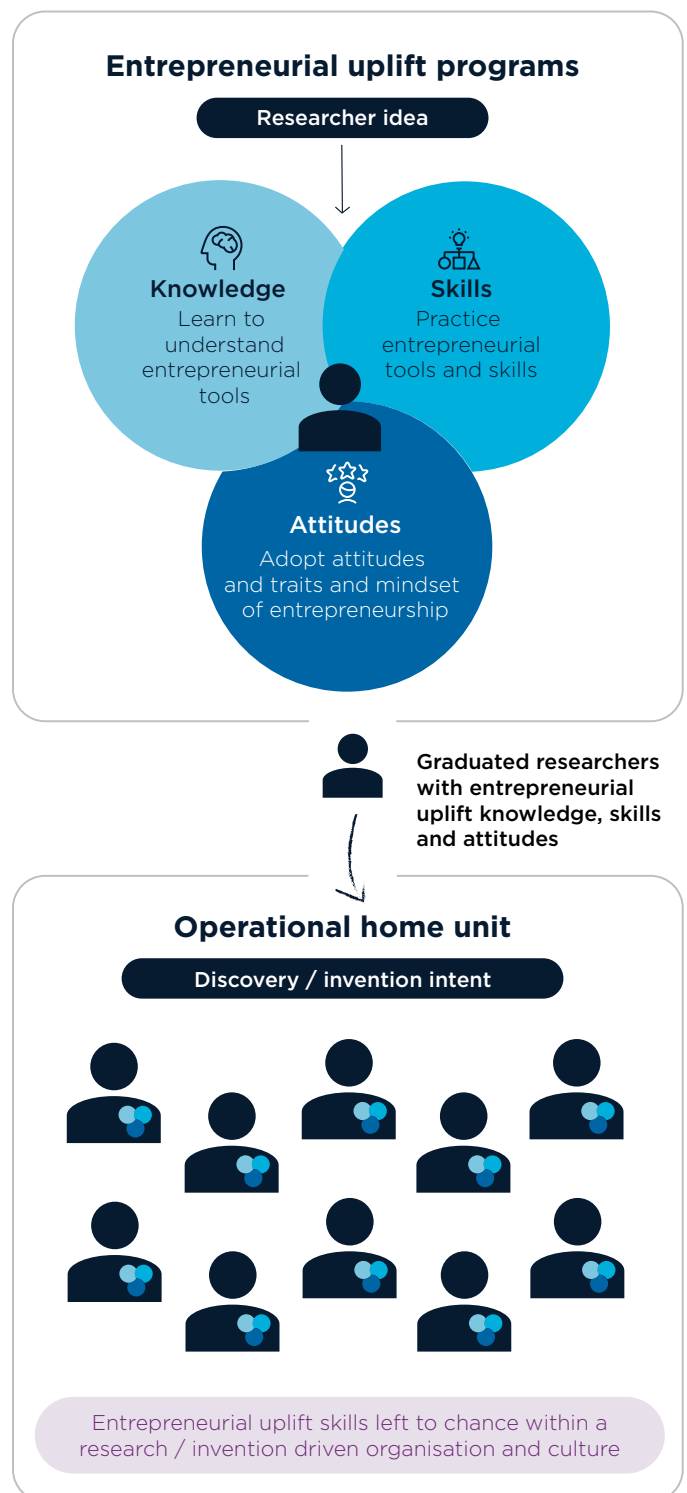 Entrepreneurial uplift programs
Researcher idea
Knowledge
Learn to
understand
entrepreneurial
tools
Skills
Practice
entrepreneurial
tools and skills
Attitudes
Adopt attitudes
and traits and mindset
of entrepreneurship
Graduated researchers
with entrepreneurial
uplift knowledge, skills
and attitudes
Operational home unit
Discovery / invention intent
Entrepreneurial uplift skills left to chance within a
research / invention driven organisation and culture